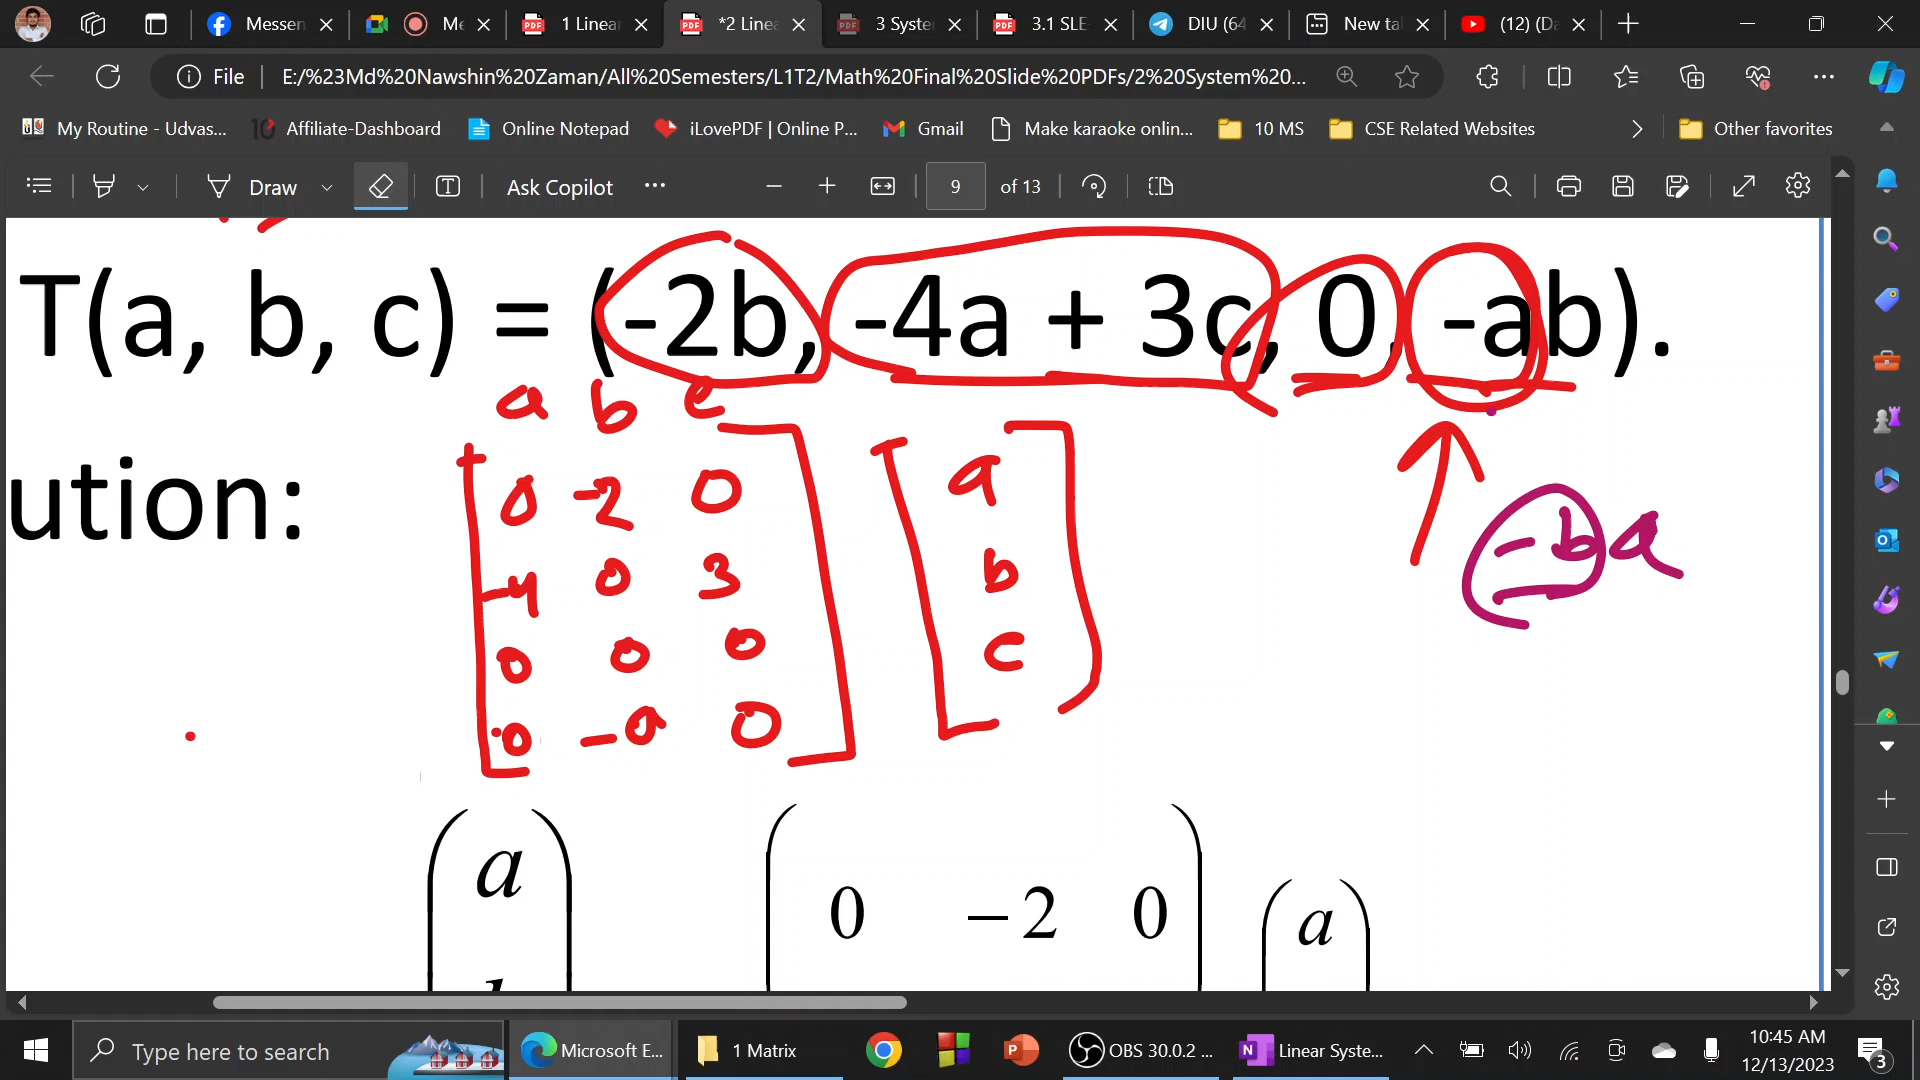 Messen
Me
1 Linea
*2 Linea
3 Syste
3.1 SLE
DIU (64
New ta
(12) (Da
File E:/%23Md%20Nawshin%20Zaman/All%20Semesters/L1T2/Math%20Final%20Slide%20PDFs/2%20System%20...
My Routine - Udvas... Affiliate-Dashboard Online Notepad iLovePDF | Online P... Gmail Make karaoke onlin... 10 MS CSE Related Websites Other favorites
Draw Ask Copilot ... 9 of 13
T(a, b, c) = (-2b, -4a + 3c, 0, -ab).
a b c
ution:
0 -2 0
-4 0 3
0 0 0
0 -a 0
a
b
c
-ba
a
0 -2 0
a
Type here to search
Microsoft E...
1 Matrix
OBS 30.0.2 ...
Linear Syste...
10:45 AM
12/13/2023
3